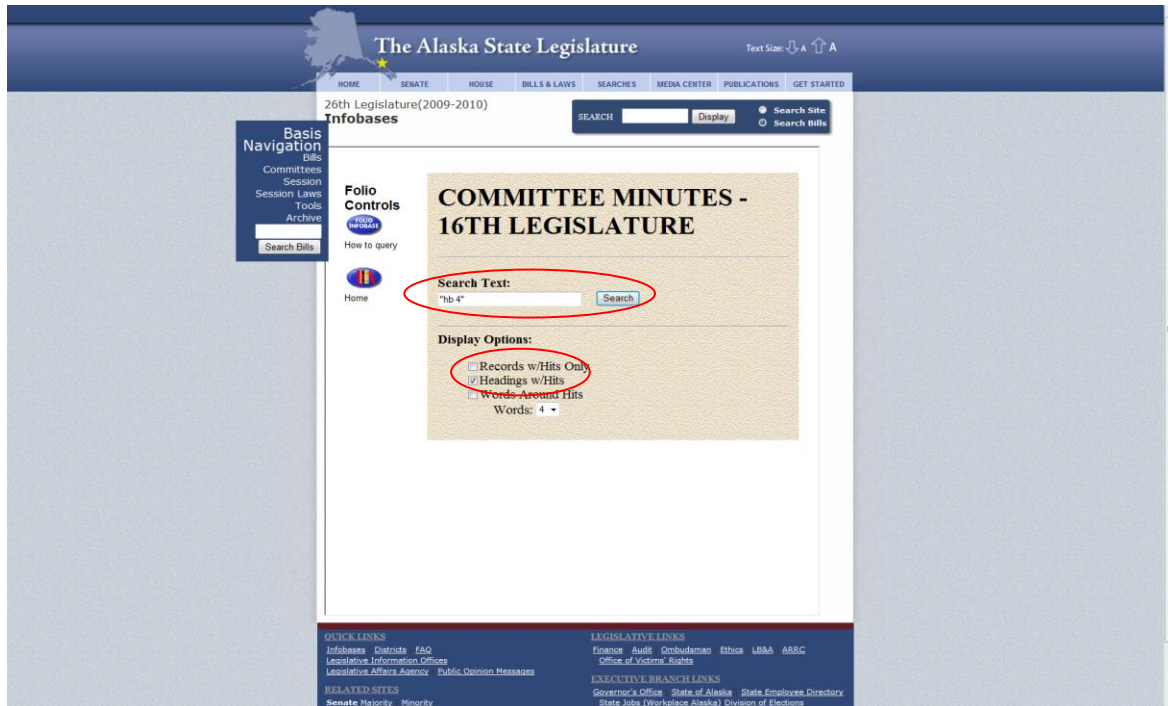 The Alaska State Legislature
Text Size: A A
HOME SENATE HOUSE BILLS & LAWS SEARCHES MEDIA CENTER PUBLICATIONS GET STARTED
26th Legislature(2009-2010)
Infobases
SEARCH Display Search Site
Search Bills
Basis
Navigation
Bills
Committees
Session
Session Laws
Tools
Archive
Search Bills
Folio
Controls
FOLIO
INFOBASE
How to query
Home
COMMITTEE MINUTES -
16TH LEGISLATURE
Search Text:
"hb 4" Search
Display Options:
Records w/Hits Only
Headings w/Hits
Words Around Hits
Words: 4
QUICK LINKS
Infobases Districts FAQ
Legislative Information Offices
Legislative Affairs Agency Public Opinion Messages
RELATED SITES
Senate Majority Minority
LEGISLATIVE LINKS
Finance Audit Ombudsman Ethics LB&A ARRC
Office of Victims' Rights
EXECUTIVE BRANCH LINKS
Governor's Office State of Alaska State Employee Directory
State Jobs (Workplace Alaska) Division of Elections